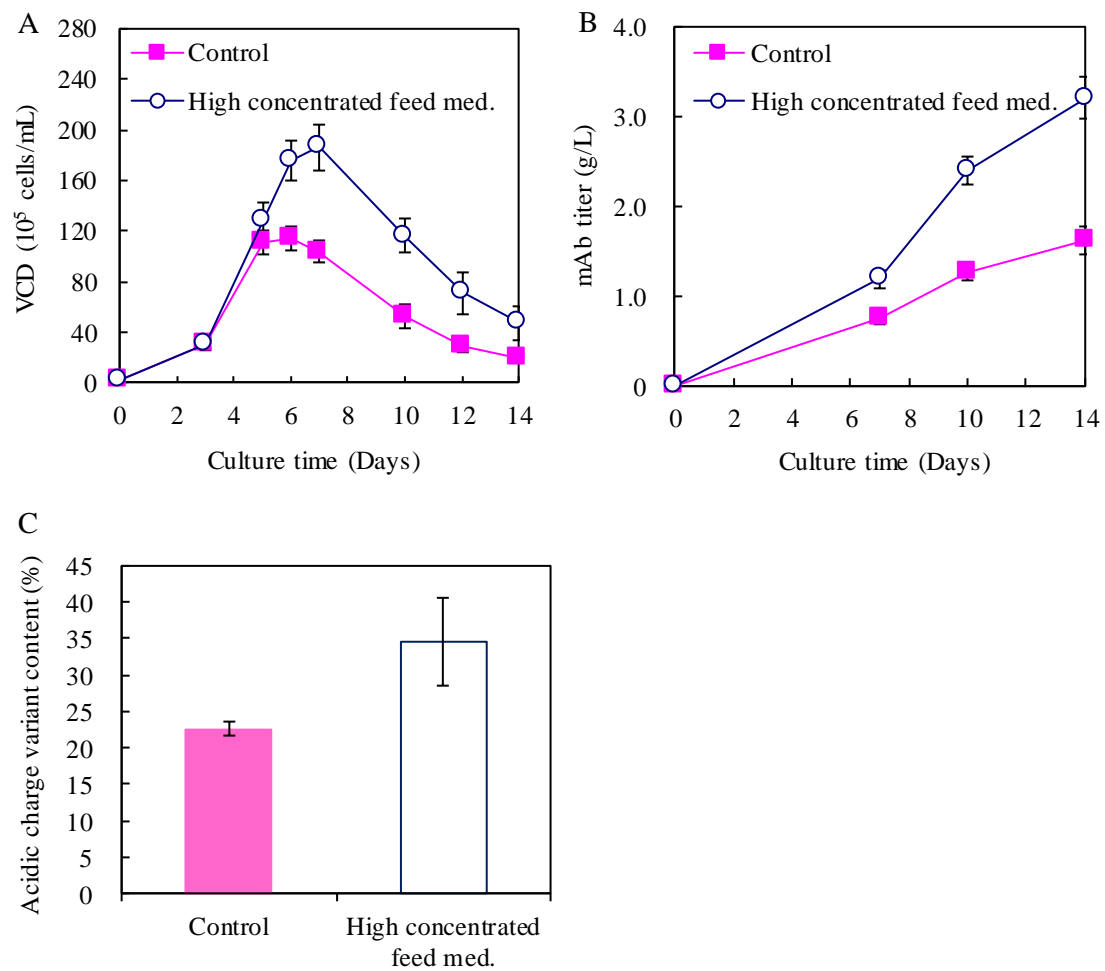 A
280
240
200
160
120
80
40
0
VCD (10⁵ cells/mL)
Control
High concentrated feed med.
0 2 4 6 8 10 12 14
Culture time (Days)
B
4.0
3.0
2.0
1.0
0
mAb titer (g/L)
Control
High concentrated feed med.
0 2 4 6 8 10 12 14
Culture time (Days)
C
45
40
35
30
25
20
15
10
5
0
Acidic charge variant content (%)
Control
High concentrated
feed med.